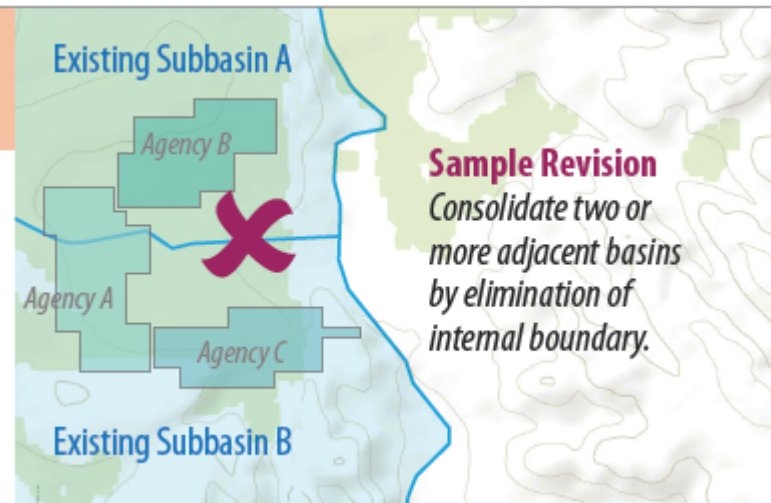 Existing Subbasin A
Agency B
Sample Revision
Consolidate two or
more adjacent basins
by elimination of
internal boundary.
Agency A
Agency C
Existing Subbasin B